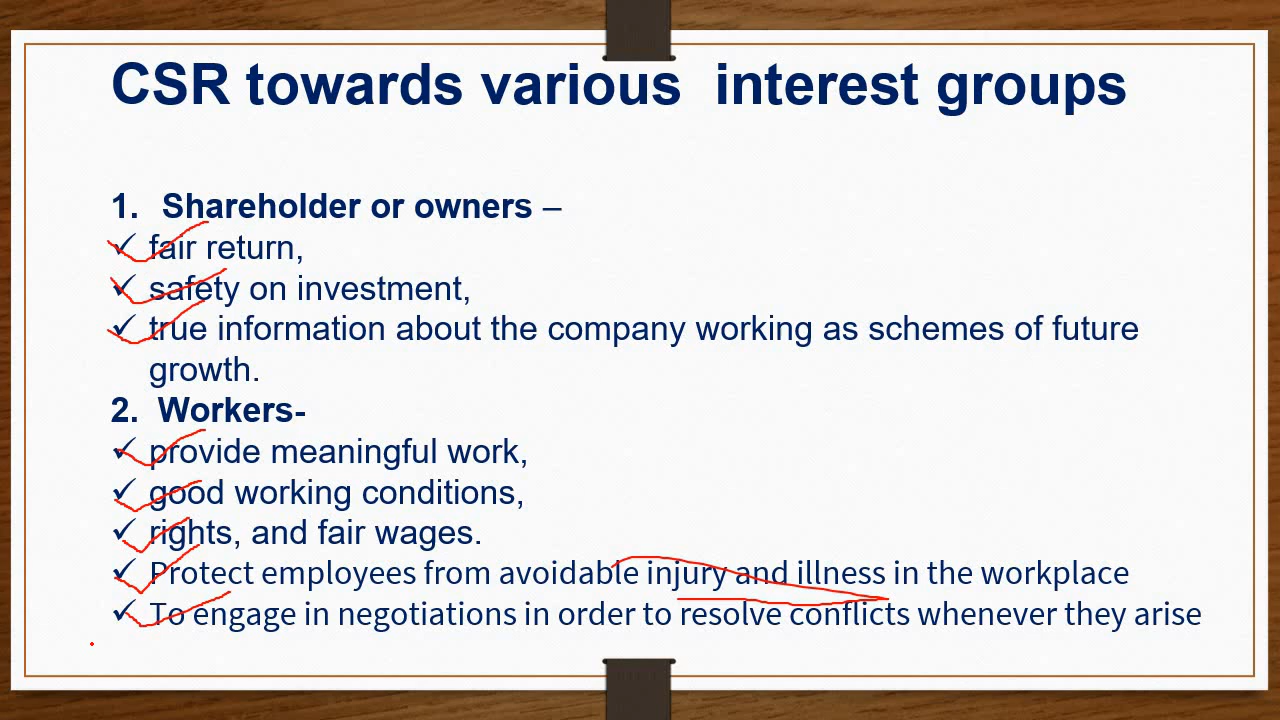 CSR towards various  interest groups
1. Shareholder or owners –
✓ fair return,
✓ safety on investment,
✓ true information about the company working as schemes of future
growth.
2. Workers-
✓ provide meaningful work,
✓ good working conditions,
✓ rights, and fair wages.
✓ Protect employees from avoidable injury and illness in the workplace
✓ To engage in negotiations in order to resolve conflicts whenever they arise